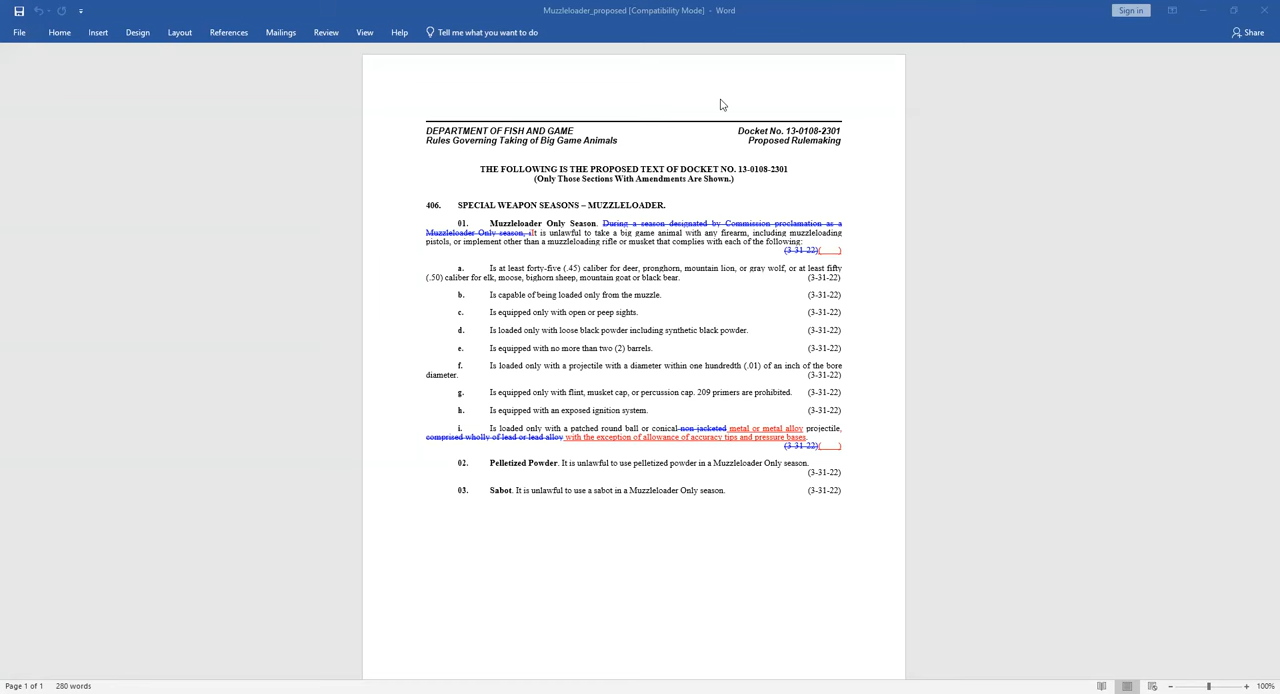 Muzzleloader_proposed [Compatibility Mode] - Word
Sign in
File Home Insert Design Layout References Mailings Review View Help Tell me what you want to do Share
DEPARTMENT OF FISH AND GAME Docket No. 13-0108-2301
Rules Governing Taking of Big Game Animals Proposed Rulemaking
THE FOLLOWING IS THE PROPOSED TEXT OF DOCKET NO. 13-0108-2301
(Only Those Sections With Amendments Are Shown.)
406. SPECIAL WEAPON SEASONS – MUZZLELOADER.
01. Muzzleloader Only Season. During a season designated by Commission proclamation as a
Muzzleloader Only season, iIt is unlawful to take a big game animal with any firearm, including muzzleloading
pistols, or implement other than a muzzleloading rifle or musket that complies with each of the following:
(3-31-22)(    )
a. Is at least forty-five (.45) caliber for deer, pronghorn, mountain lion, or gray wolf, or at least fifty
(.50) caliber for elk, moose, bighorn sheep, mountain goat or black bear. (3-31-22)
b. Is capable of being loaded only from the muzzle. (3-31-22)
c. Is equipped only with open or peep sights. (3-31-22)
d. Is loaded only with loose black powder including synthetic black powder. (3-31-22)
e. Is equipped with no more than two (2) barrels. (3-31-22)
f. Is loaded only with a projectile with a diameter within one hundredth (.01) of an inch of the bore
diameter. (3-31-22)
g. Is equipped only with flint, musket cap, or percussion cap. 209 primers are prohibited. (3-31-22)
h. Is equipped with an exposed ignition system. (3-31-22)
i. Is loaded only with a patched round ball or conical non-jacketed metal or metal alloy projectile,
comprised wholly of lead or lead alloy with the exception of allowance of accuracy tips and pressure bases.
(3-31-22)(    )
02. Pelletized Powder. It is unlawful to use pelletized powder in a Muzzleloader Only season.
(3-31-22)
03. Sabot. It is unlawful to use a sabot in a Muzzleloader Only season. (3-31-22)
Page 1 of 1 280 words 100%